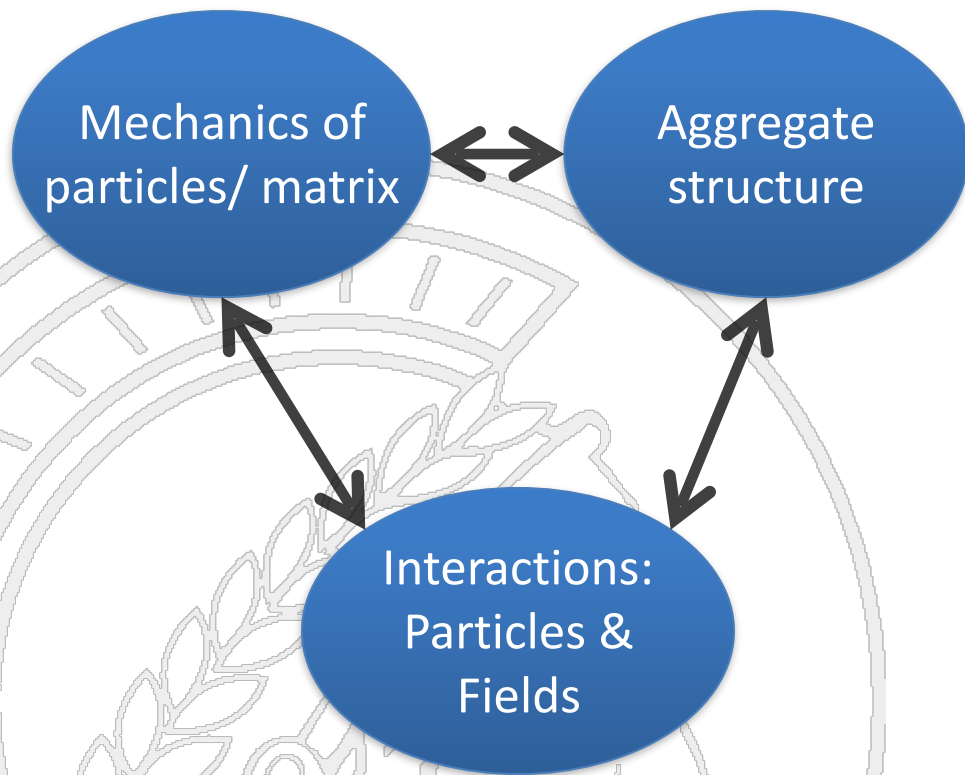 Mechanics of
particles/ matrix
Aggregate
structure
Interactions:
Particles &
Fields